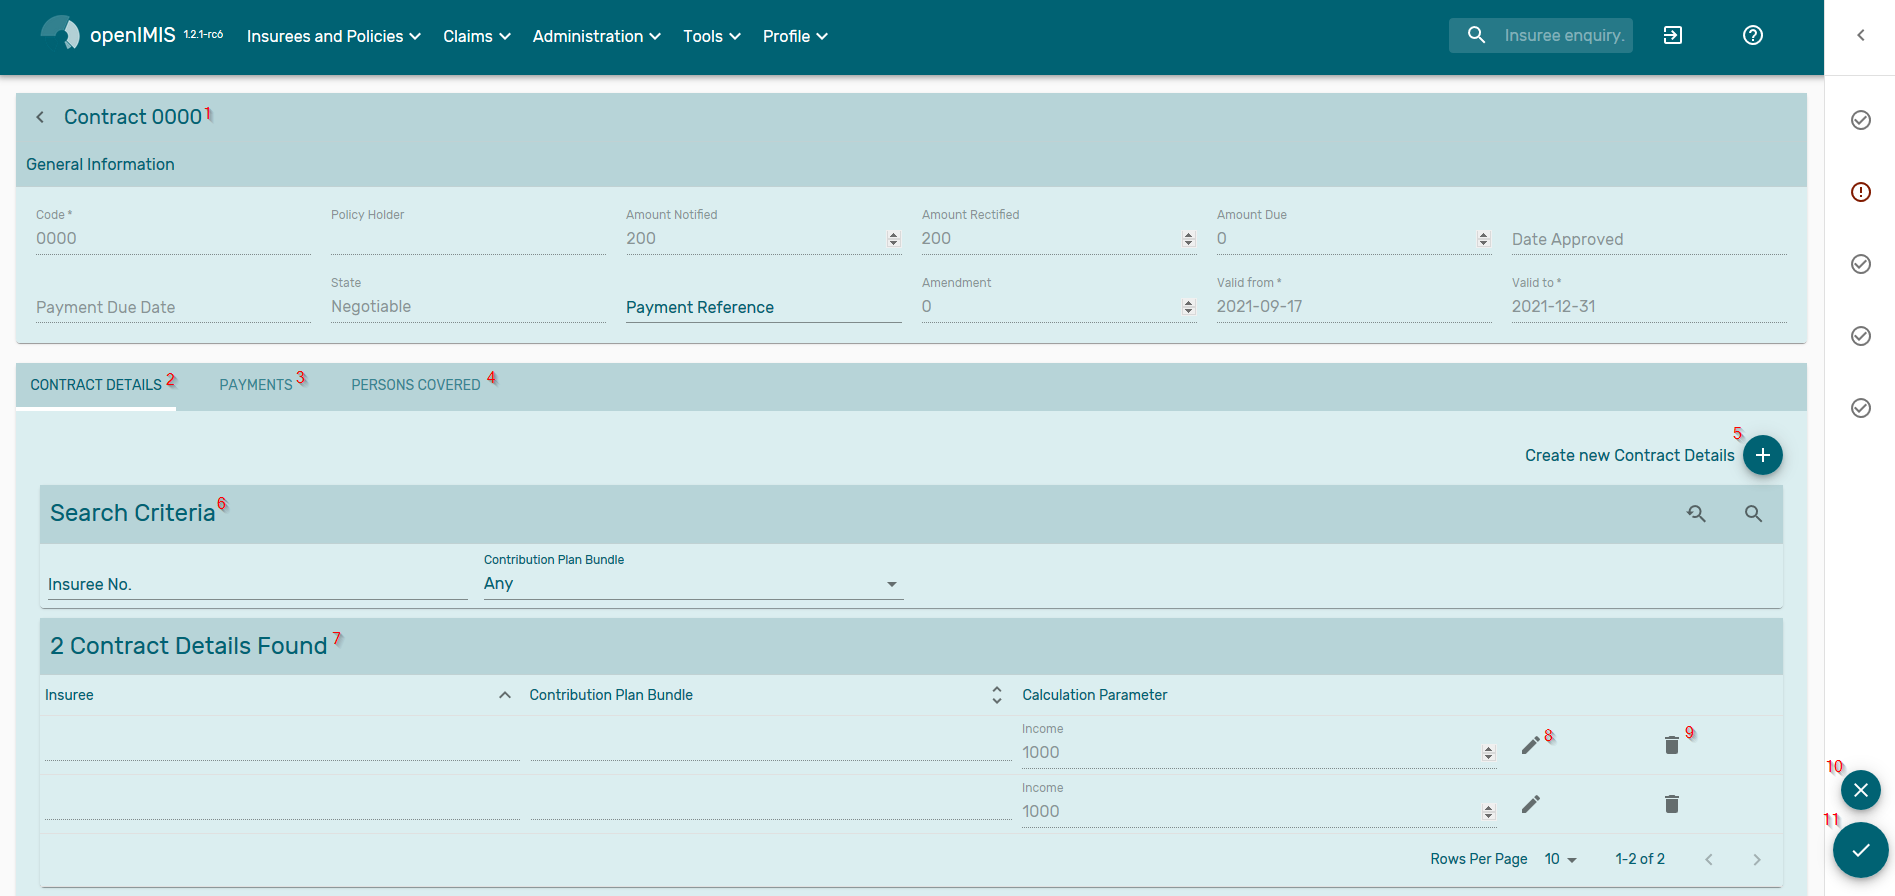 openIMIS 1.2.1-rc6 Insurees and Policies Claims Administration Tools Profile Insuree enquiry.
Contract 0000 1
General Information
Code * Policy Holder Amount Notified Amount Rectified Amount Due
0000 200 200 0 Date Approved
State Amendment Valid from * Valid to *
Payment Due Date Negotiable Payment Reference 0 2021-09-17 2021-12-31
CONTRACT DETAILS 2 PAYMENTS 3 PERSONS COVERED 4
5
Create new Contract Details
Search Criteria 6
Contribution Plan Bundle
Insuree No. Any
2 Contract Details Found 7
Insuree Contribution Plan Bundle Calculation Parameter
Income
1000 8 9
10
Income
1000
11
Rows Per Page 10 1-2 of 2